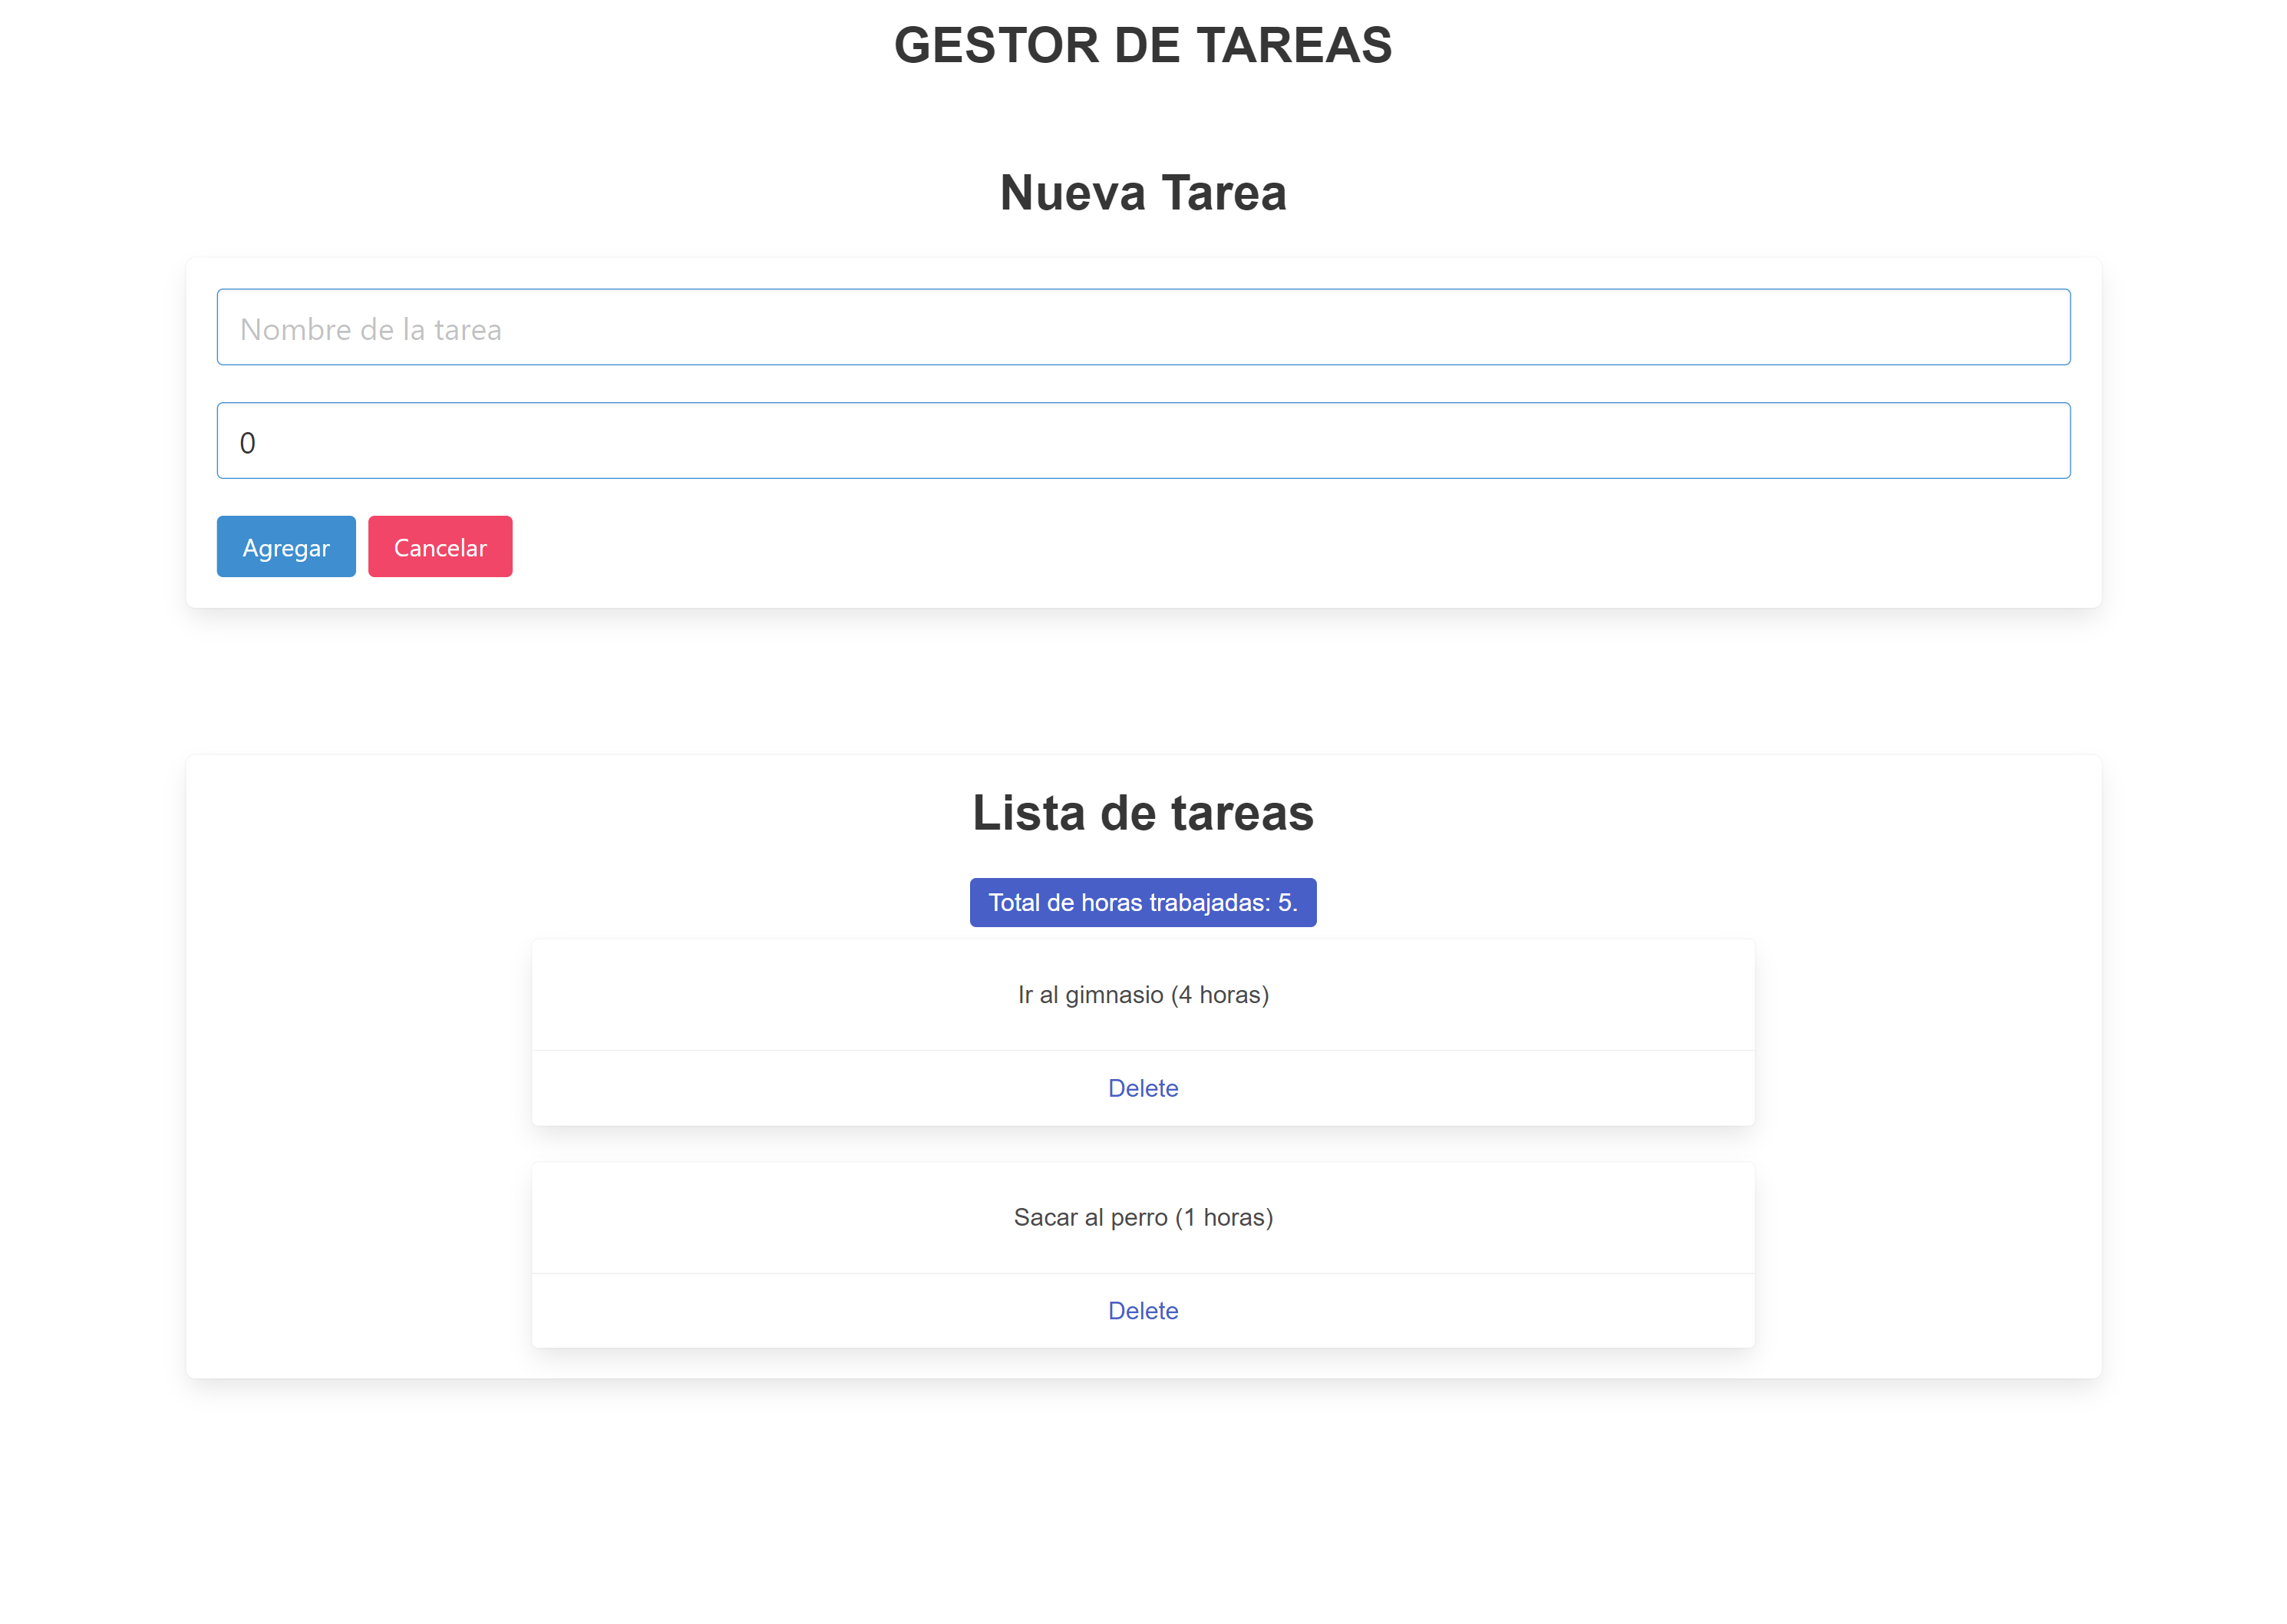 GESTOR DE TAREAS
Nueva Tarea
Nombre de la tarea
0
Agregar Cancelar
Lista de tareas
Total de horas trabajadas: 5.
Ir al gimnasio (4 horas)
Delete
Sacar al perro (1 horas)
Delete